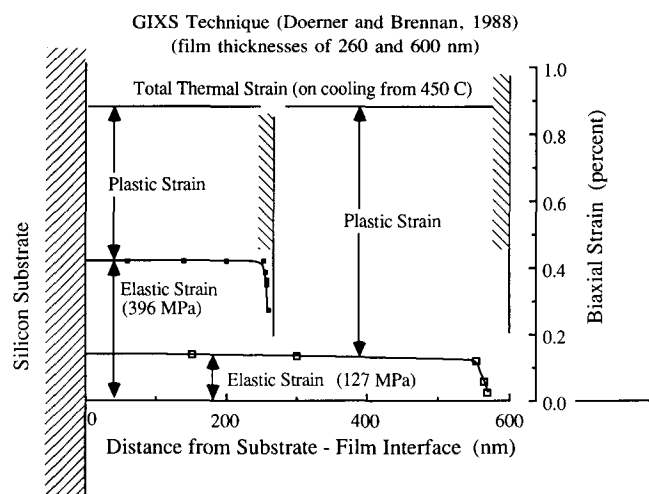 GIXS Technique (Doerner and Brennan, 1988)
(film thicknesses of 260 and 600 nm)
Total Thermal Strain (on cooling from 450 C)
Plastic Strain
Plastic Strain
Elastic Strain
(396 MPa)
Elastic Strain (127 MPa)
Silicon Substrate
1.0
0.8
0.6
0.4
0.2
0.0
Biaxial Strain (percent)
0
200
400
600
Distance from Substrate - Film Interface (nm)